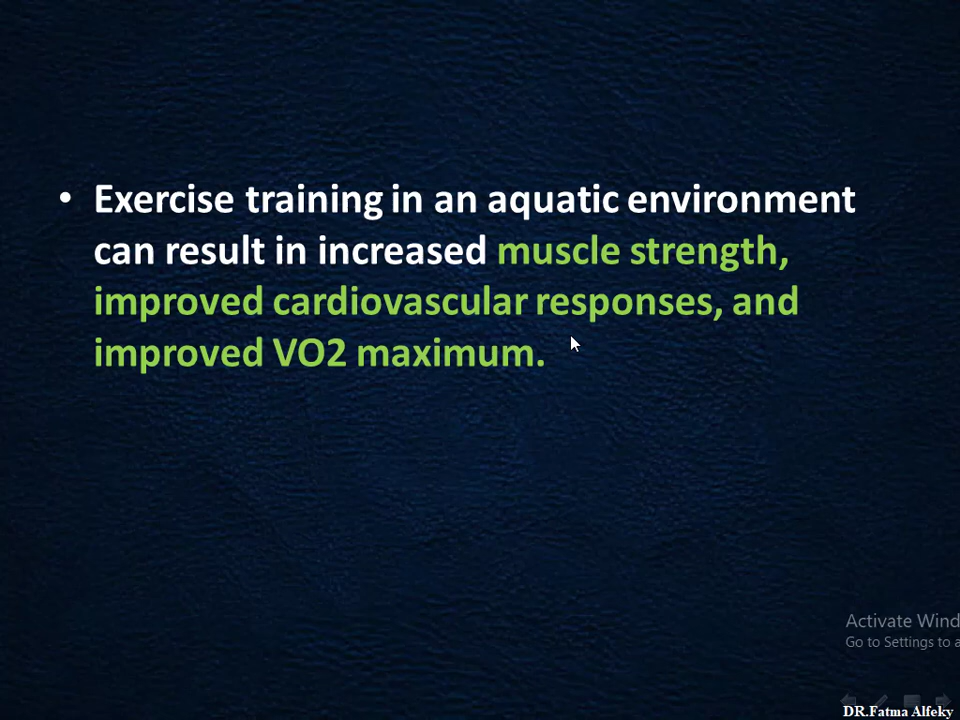 • Exercise training in an aquatic environment
can result in increased muscle strength,
improved cardiovascular responses, and
improved VO2 maximum.
Activate Wind
Go to Settings to a
DR.Fatma Alfeky